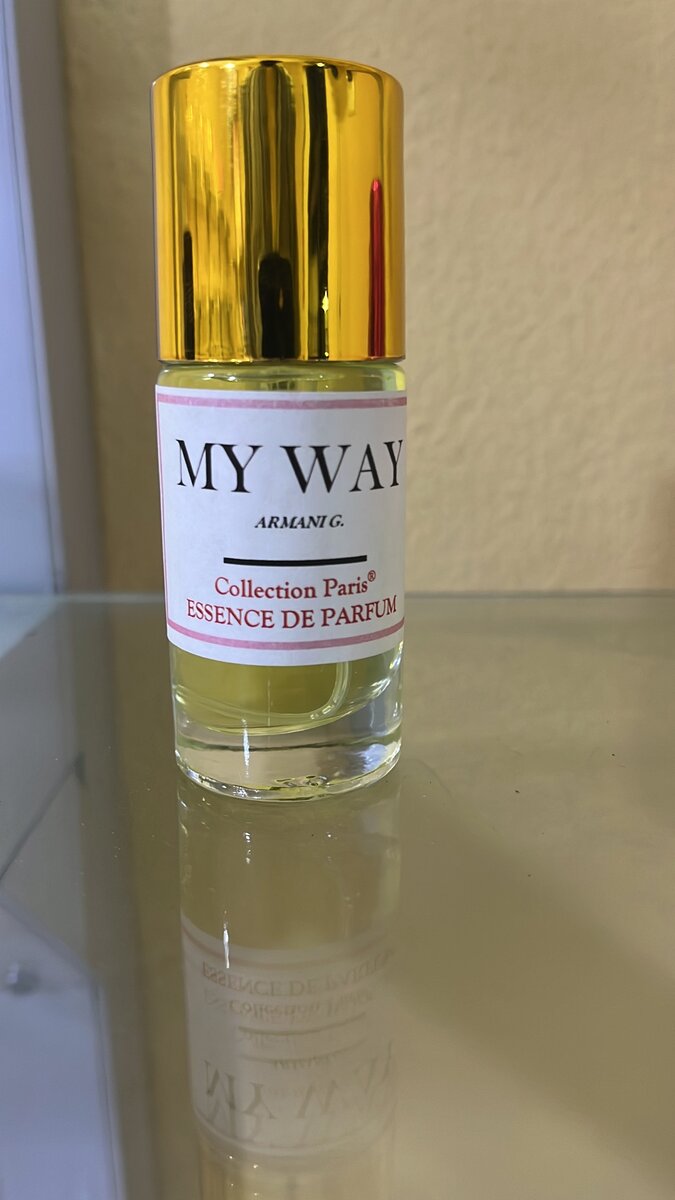 MY WAY
ARMANI G.
Collection Paris®
ESSENCE DE PARFUM